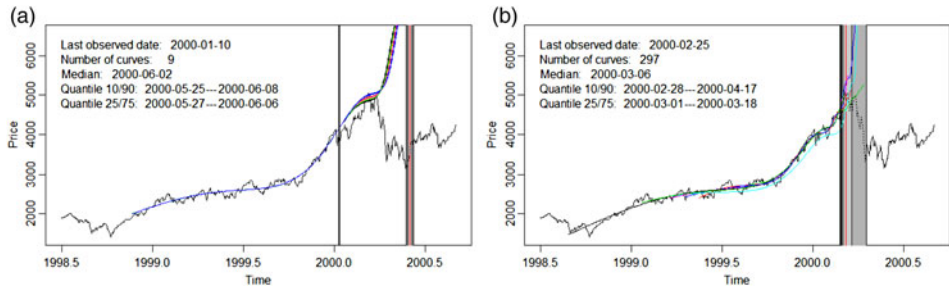 (a)
Last observed date: 2000-01-10
Number of curves: 9
Median: 2000-06-02
Quantile 10/90: 2000-05-25---2000-06-08
Quantile 25/75: 2000-05-27---2000-06-06
Price
6000
5000
4000
3000
2000
1998.5
1999.0
1999.5
2000.0
2000.5
Time
(b)
Last observed date: 2000-02-25
Number of curves: 297
Median: 2000-03-06
Quantile 10/90: 2000-02-28---2000-04-17
Quantile 25/75: 2000-03-01---2000-03-18
Price
6000
5000
4000
3000
2000
1998.5
1999.0
1999.5
2000.0
2000.5
Time